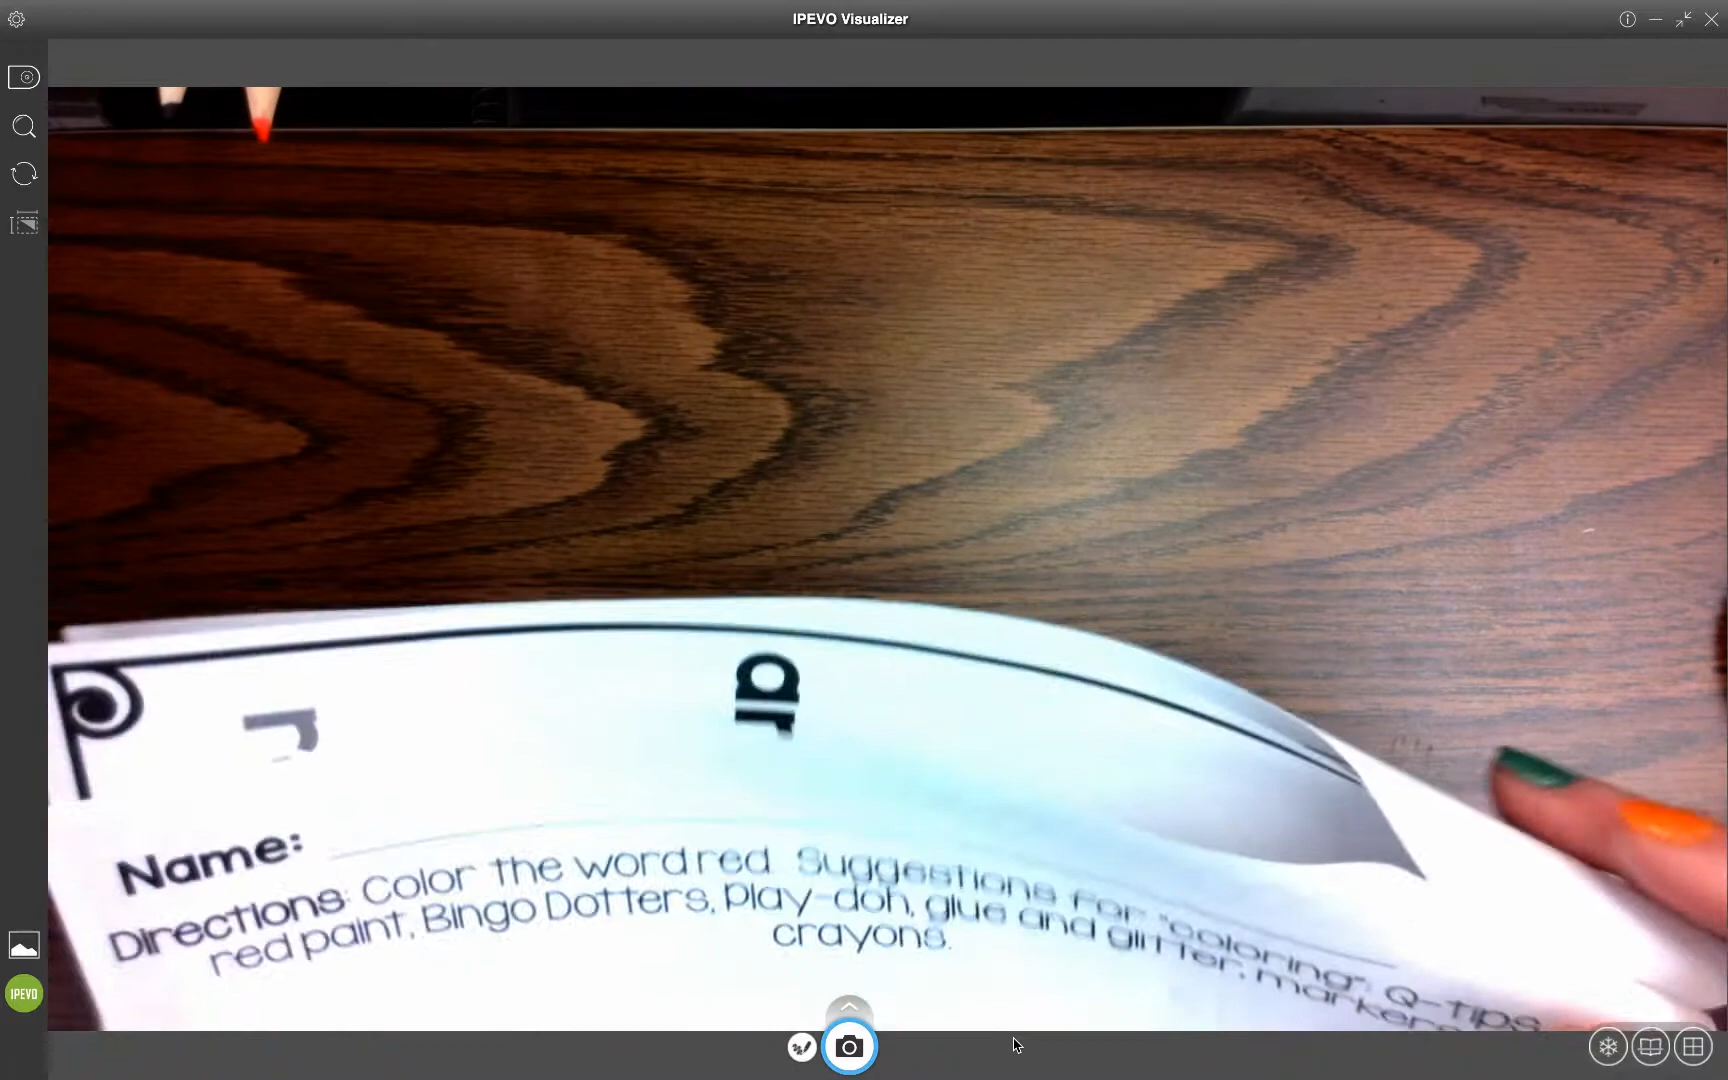 IPEVO Visualizer
ar
Name:
Directions: Color the word red. Suggestions for "coloring": Q-tips
red paint, Bingo Dotters, Play-doh, glue and glitter, markers
crayons.
IPEVO